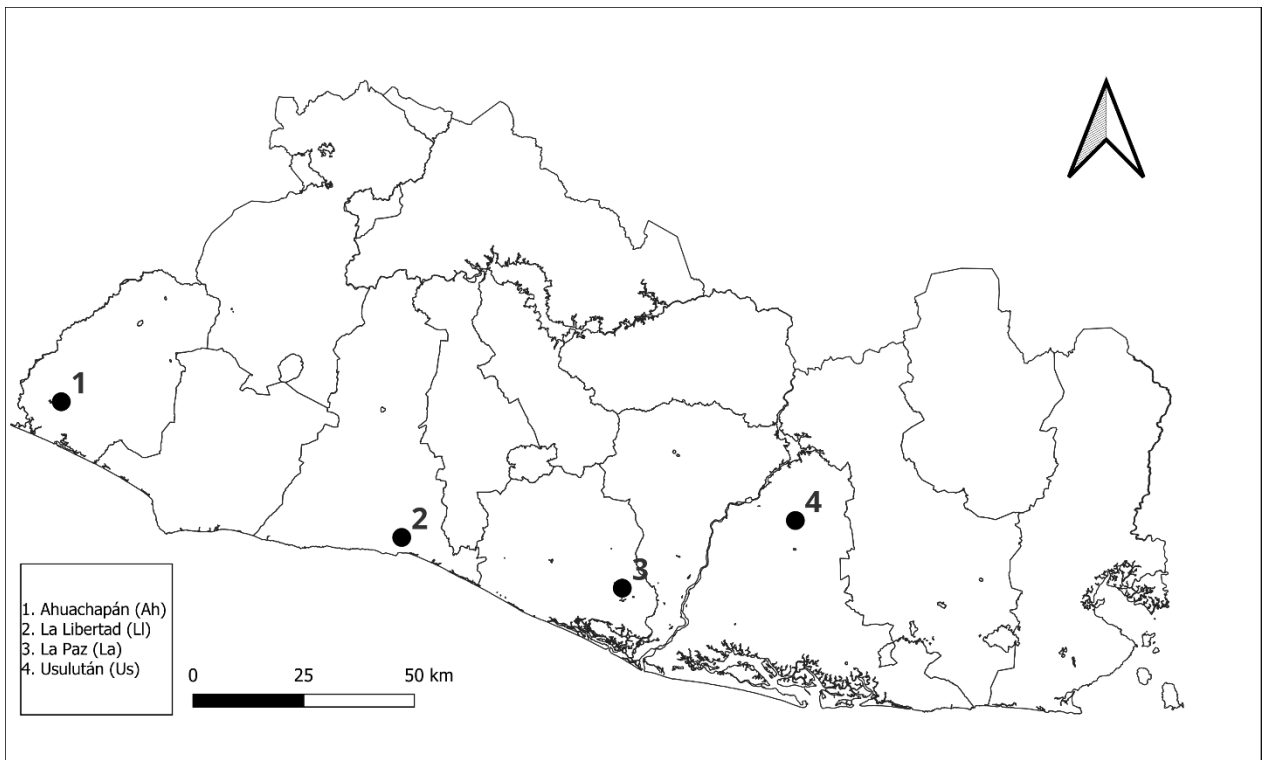 1
2
3
4
1. Ahuachapán (Ah)
2. La Libertad (Ll)
3. La Paz (La)
4. Usulután (Us)
0 25 50 km